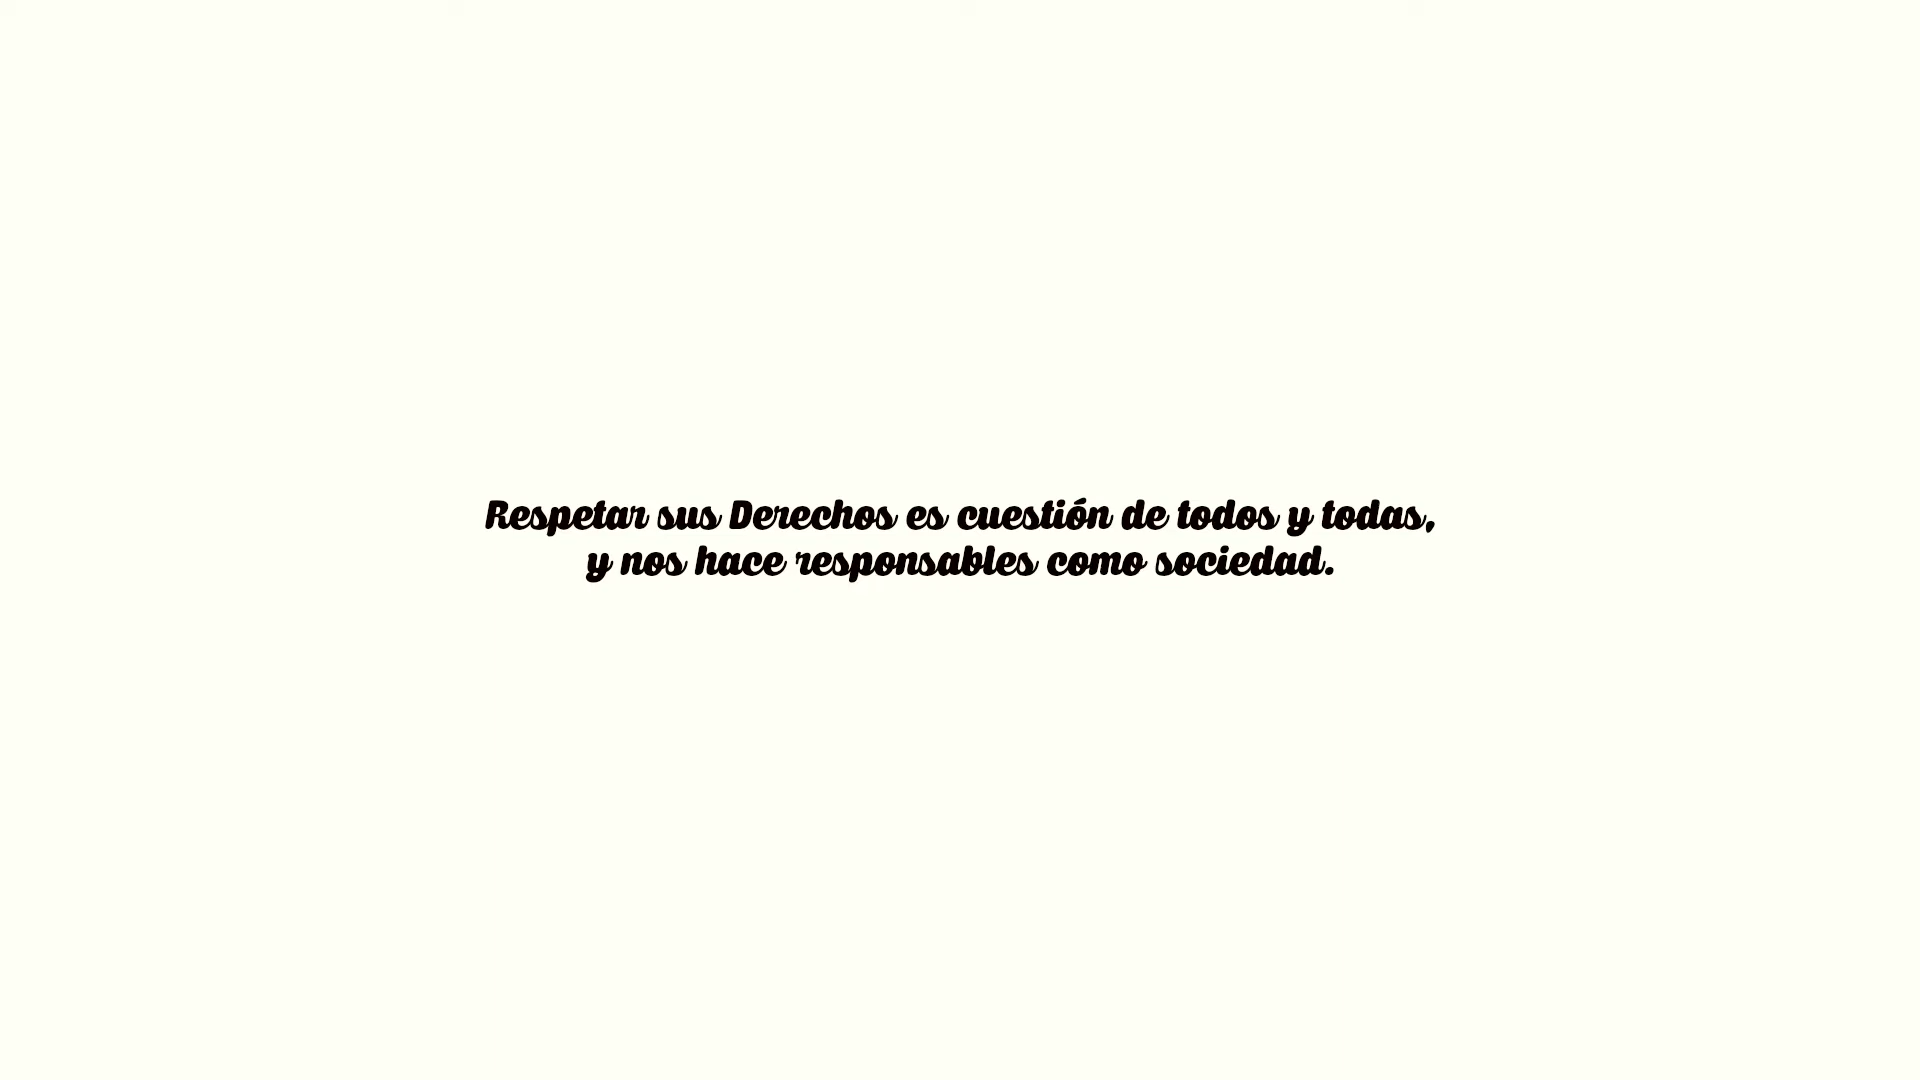 Respetar sus Derechos es cuestión de todos y todas,
y nos hace responsables como sociedad.